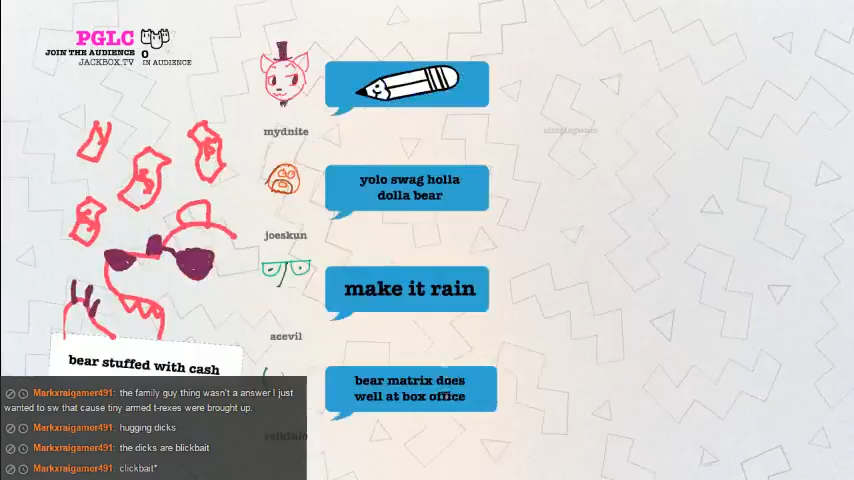 PGLC
JOIN THE AUDIENCE
JACKBOX.TV
0
IN AUDIENCE
mydnite
yolo swag holla
dolla bear
joeskun
make it rain
acevil
bear matrix does
well at box office
bear stuffed with cash
Markxraigamer491: the family guy thing wasn't a answer I just
wanted to sw that cause tiny armed t-rexes were brought up.
Markxraigamer491: hugging dicks
Markxraigamer491: the dicks are blickbait
Markxraigamer491: clickbait*